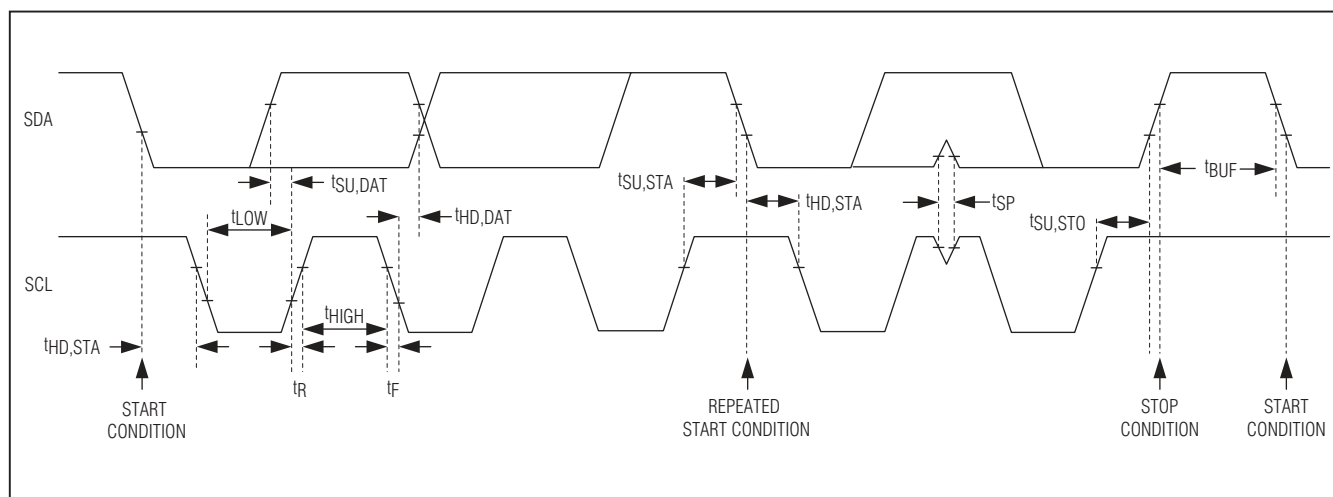 SDA
tSU,DAT
tLOW
tHD,DAT
tSU,STA
tHD,STA
tSP
tSU,STO
tBUF
SCL
tHIGH
tHD,STA
tR
tF
START
CONDITION
REPEATED
START CONDITION
STOP
CONDITION
START
CONDITION